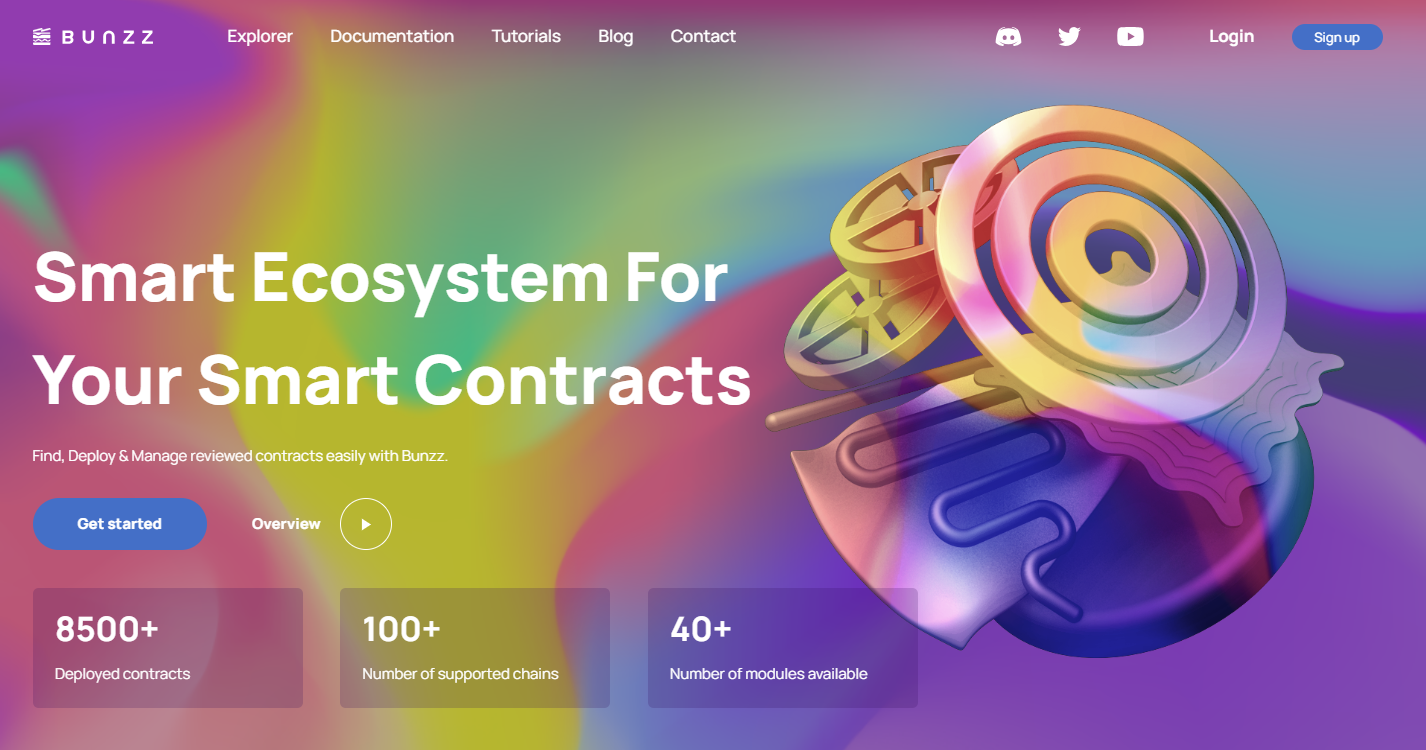 BUNZZ
Explorer
Documentation
Tutorials
Blog
Contact
Login
Sign up
Smart Ecosystem For
Your Smart Contracts
Find, Deploy & Manage reviewed contracts easily with Bunzz.
Get started
Overview
8500+
Deployed contracts
100+
Number of supported chains
40+
Number of modules available